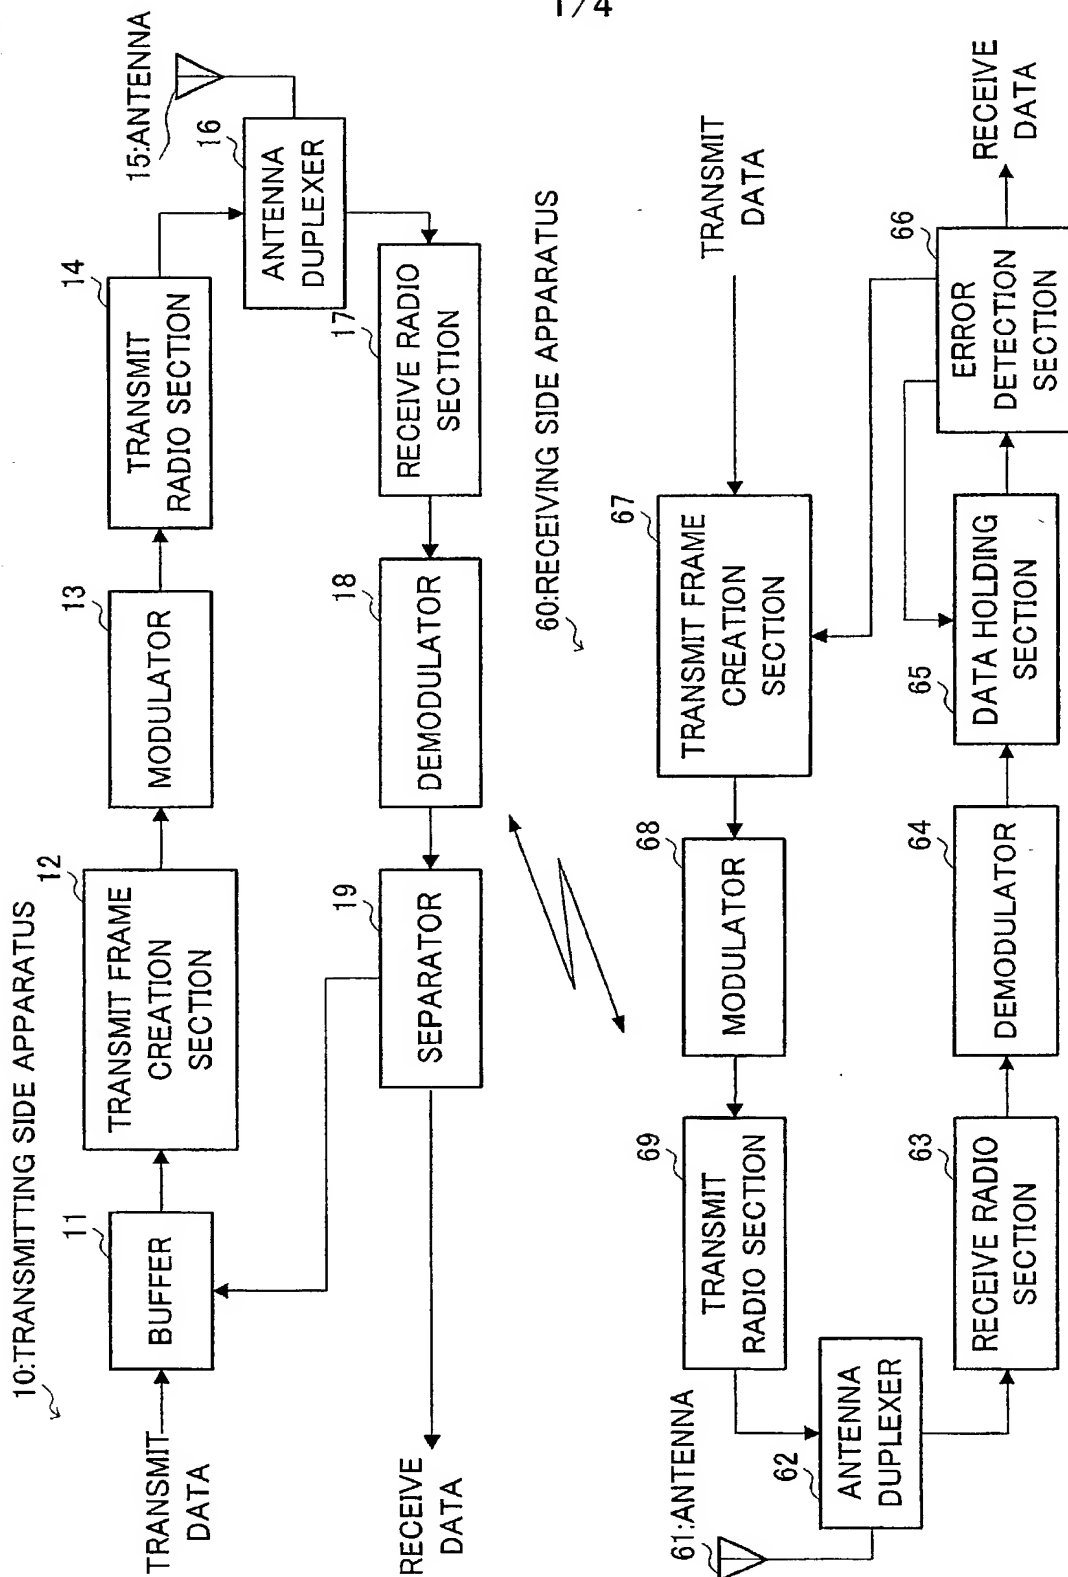 1/4
10:TRANSMITTING SIDE APPARATUS
TRANSMIT
DATA
11
BUFFER
12
TRANSMIT FRAME
CREATION
SECTION
13
MODULATOR
14
TRANSMIT
RADIO SECTION
15:ANTENNA
16
ANTENNA
DUPLEXER
17
RECEIVE RADIO
SECTION
18
DEMODULATOR
19
SEPARATOR
RECEIVE
DATA
60:RECEIVING SIDE APPARATUS
TRANSMIT
DATA
67
TRANSMIT FRAME
CREATION
SECTION
68
MODULATOR
69
TRANSMIT
RADIO SECTION
61:ANTENNA
62
ANTENNA
DUPLEXER
63
RECEIVE RADIO
SECTION
64
DEMODULATOR
65
DATA HOLDING
SECTION
66
ERROR
DETECTION
SECTION
RECEIVE
DATA